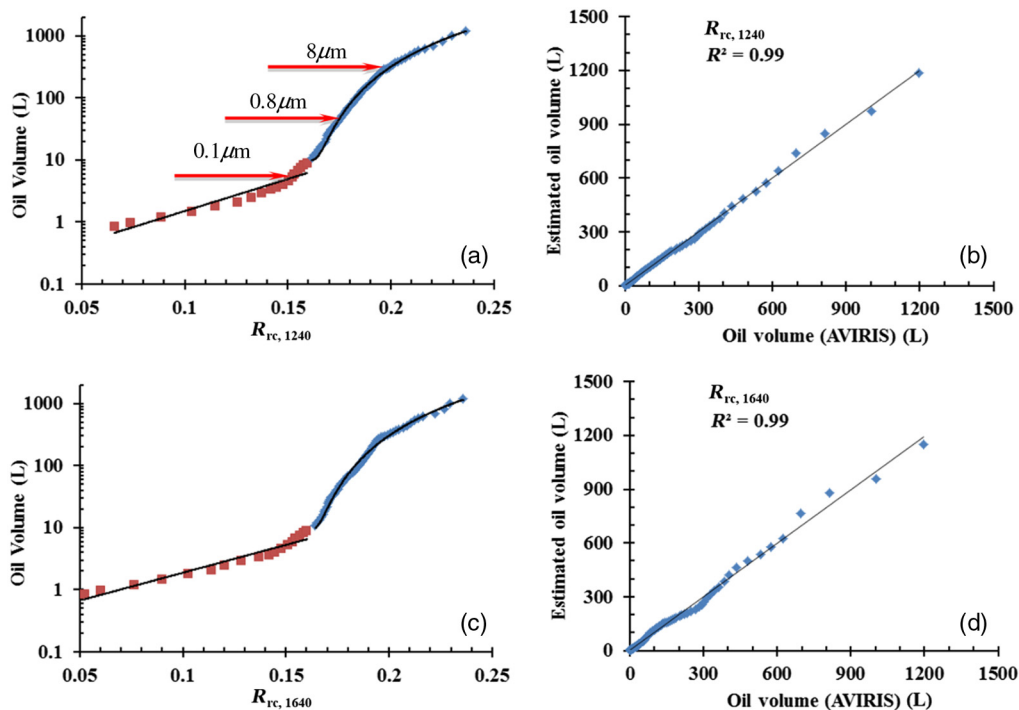 1000
100
10
1
0.1
Oil Volume (L)
8μm
0.8μm
0.1μm
(a)
0.05 0.1 0.15 0.2 0.25
Rrc, 1240
1500
1200
900
600
300
0
Estimated oil volume (L)
Rrc, 1240
R² = 0.99
(b)
0 300 600 900 1200 1500
Oil volume (AVIRIS) (L)
1000
100
10
1
0.1
Oil Volume (L)
(c)
0.05 0.1 0.15 0.2 0.25
Rrc, 1640
1500
1200
900
600
300
0
Estimated oil volume (L)
Rrc, 1640
R² = 0.99
(d)
0 300 600 900 1200 1500
Oil volume (AVIRIS) (L)